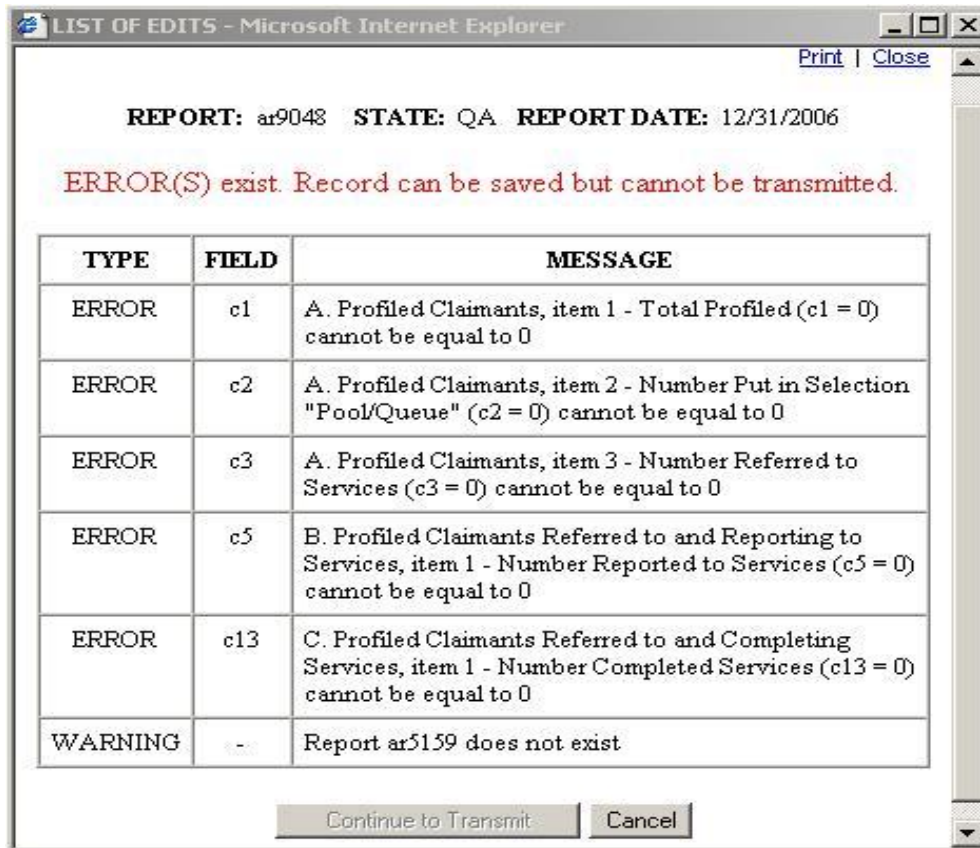 LIST OF EDITS - Microsoft Internet Explorer
Print | Close
REPORT: ar9048 STATE: QA REPORT DATE: 12/31/2006
ERROR(S) exist. Record can be saved but cannot be transmitted.
TYPE FIELD MESSAGE
ERROR c1 A. Profiled Claimants, item 1 - Total Profiled (c1 = 0)
cannot be equal to 0
ERROR c2 A. Profiled Claimants, item 2 - Number Put in Selection
"Pool/Queue" (c2 = 0) cannot be equal to 0
ERROR c3 A. Profiled Claimants, item 3 - Number Referred to
Services (c3 = 0) cannot be equal to 0
ERROR c5 B. Profiled Claimants Referred to and Reporting to
Services, item 1 - Number Reported to Services (c5 = 0)
cannot be equal to 0
ERROR c13 C. Profiled Claimants Referred to and Completing
Services, item 1 - Number Completed Services (c13 = 0)
cannot be equal to 0
WARNING - Report ar5159 does not exist
Continue to Transmit Cancel